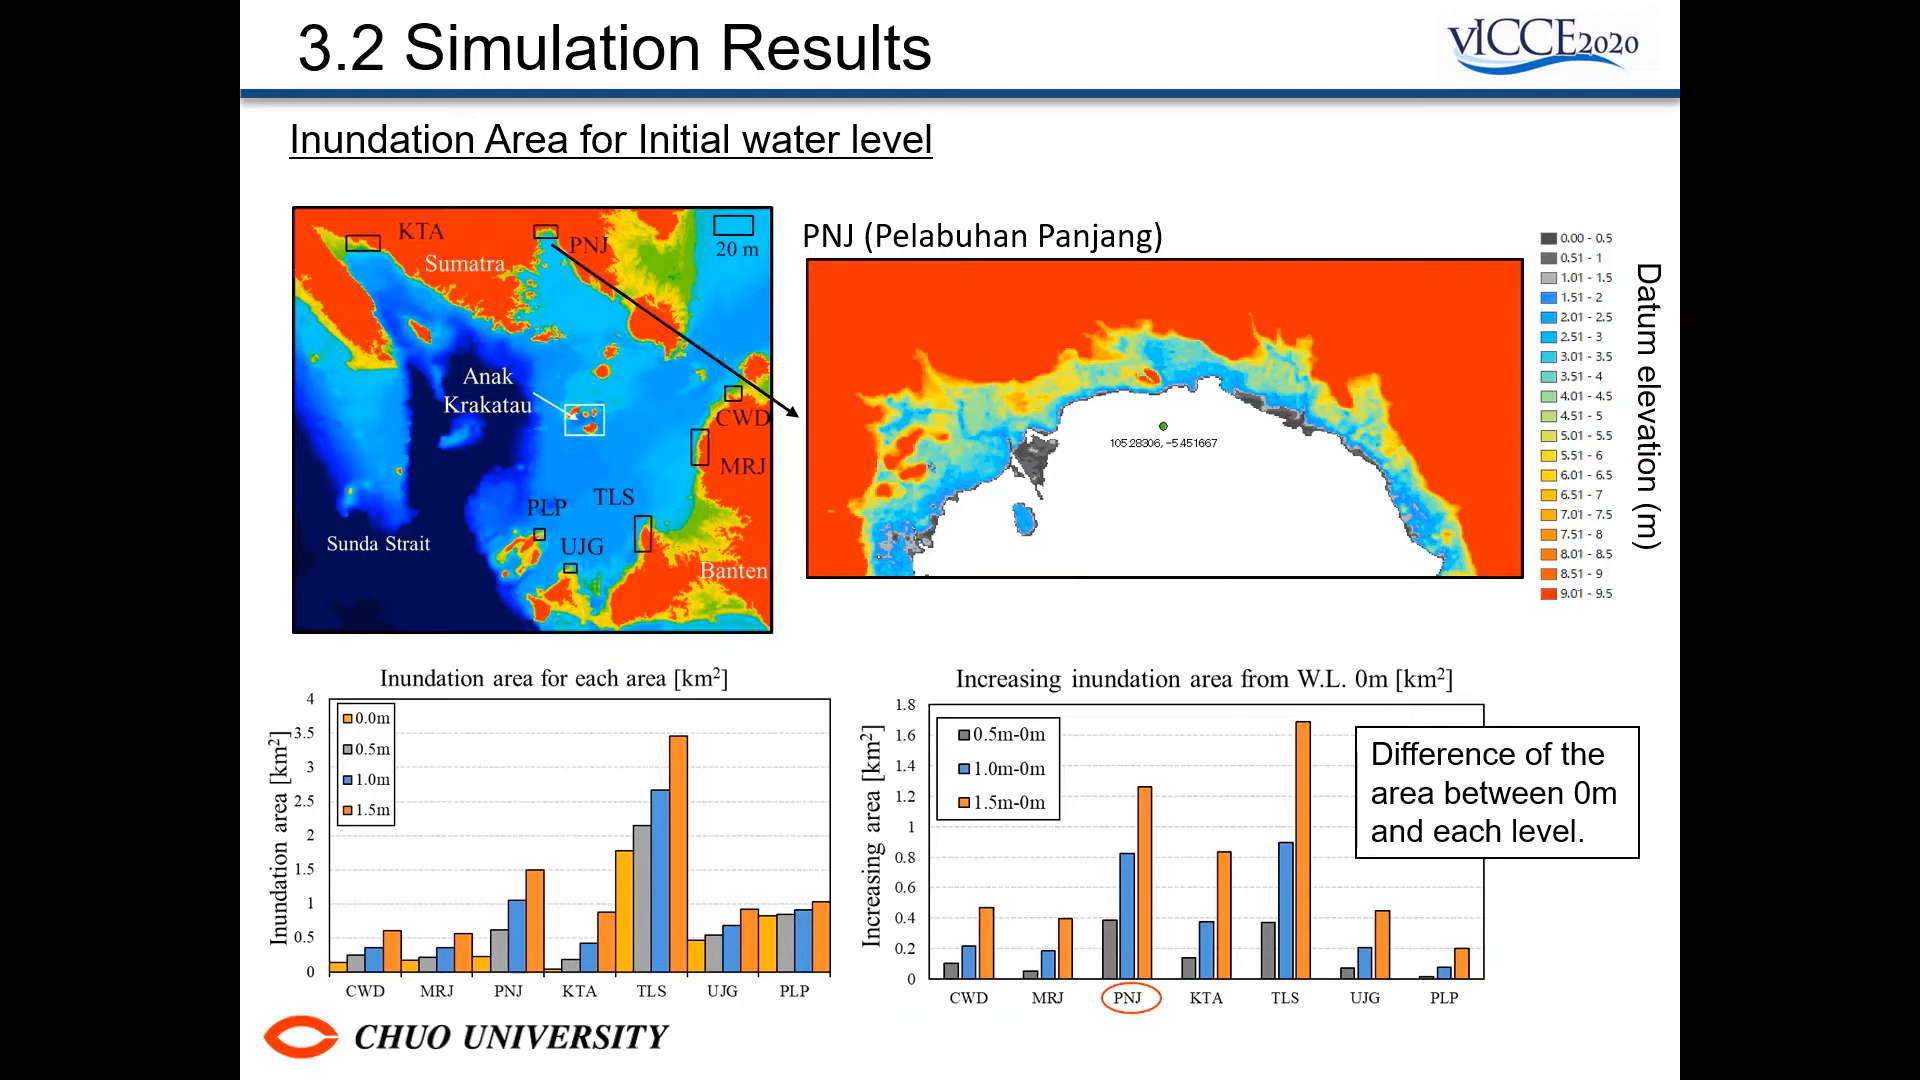 3.2 Simulation Results
vICCE2020
Inundation Area for Initial water level
KTA
PNJ
20 m
Sumatra
Anak
Krakatau
CWD
MRJ
PLP
TLS
UJG
Sunda Strait
Banten
PNJ (Pelabuhan Panjang)
105.28306, -5.451667
0.00 - 0.5
0.51 - 1
1.01 - 1.5
1.51 - 2
2.01 - 2.5
2.51 - 3
3.01 - 3.5
3.51 - 4
4.01 - 4.5
4.51 - 5
5.01 - 5.5
5.51 - 6
6.01 - 6.5
6.51 - 7
7.01 - 7.5
7.51 - 8
8.01 - 8.5
8.51 - 9
9.01 - 9.5
Datum elevation (m)
Inundation area for each area [km²]
Inundation area [km²]
4
3.5
3
2.5
2
1.5
1
0.5
0
0.0m
0.5m
1.0m
1.5m
CWD MRJ PNJ KTA TLS UJG PLP
Increasing inundation area from W.L. 0m [km²]
Increasing area [km²]
1.8
1.6
1.4
1.2
1
0.8
0.6
0.4
0.2
0
0.5m-0m
1.0m-0m
1.5m-0m
CWD MRJ PNJ KTA TLS UJG PLP
Difference of the
area between 0m
and each level.
CHUO UNIVERSITY